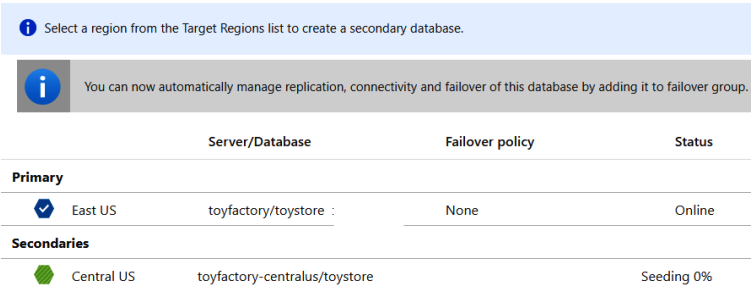 Select a region from the Target Regions list to create a secondary database.
You can now automatically manage replication, connectivity and failover of this database by adding it to failover group.
Server/Database Failover policy Status
Primary
East US toyfactory/toystore : None Online
Secondaries
Central US toyfactory-centralus/toystore Seeding 0%